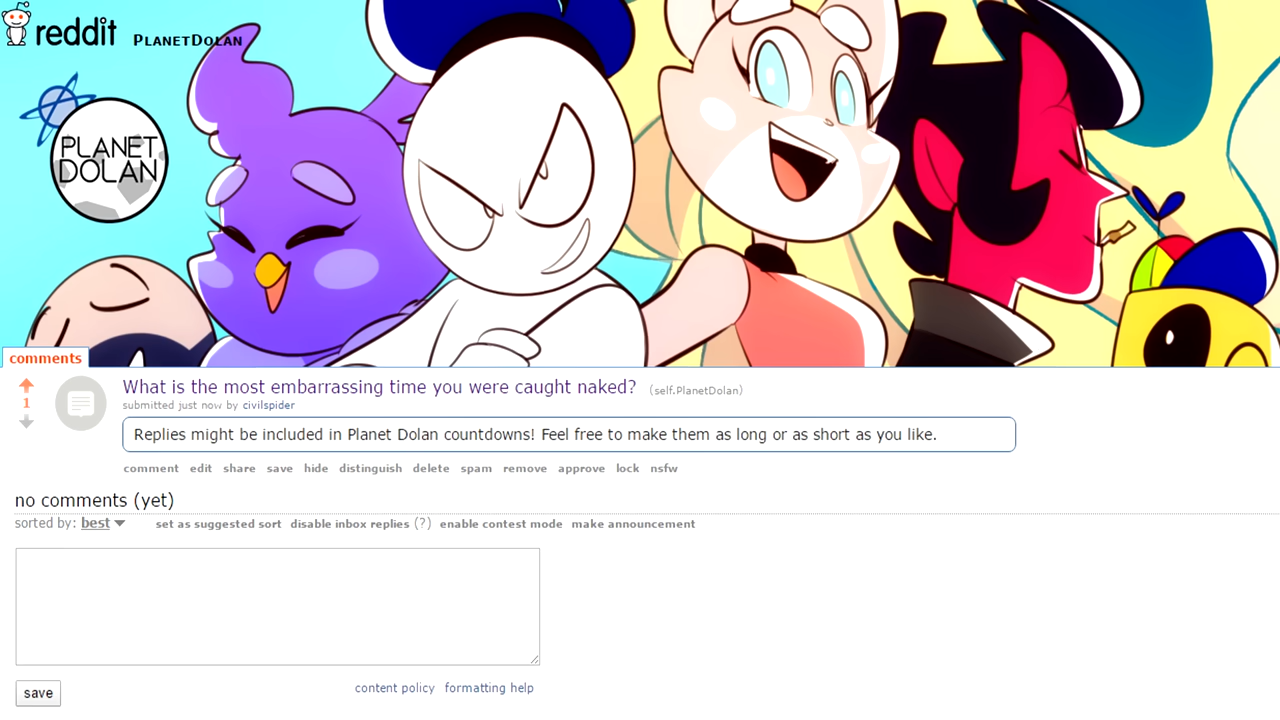 reddit PLANETDOLAN
PLANET
DOLAN
comments
What is the most embarrassing time you were caught naked? (self.PlanetDolan)
1
submitted just now by civilspider
Replies might be included in Planet Dolan countdowns! Feel free to make them as long or as short as you like.
comment edit share save hide distinguish delete spam remove approve lock nsfw
no comments (yet)
sorted by: best set as suggested sort disable inbox replies (?) enable contest mode make announcement
content policy formatting help
save